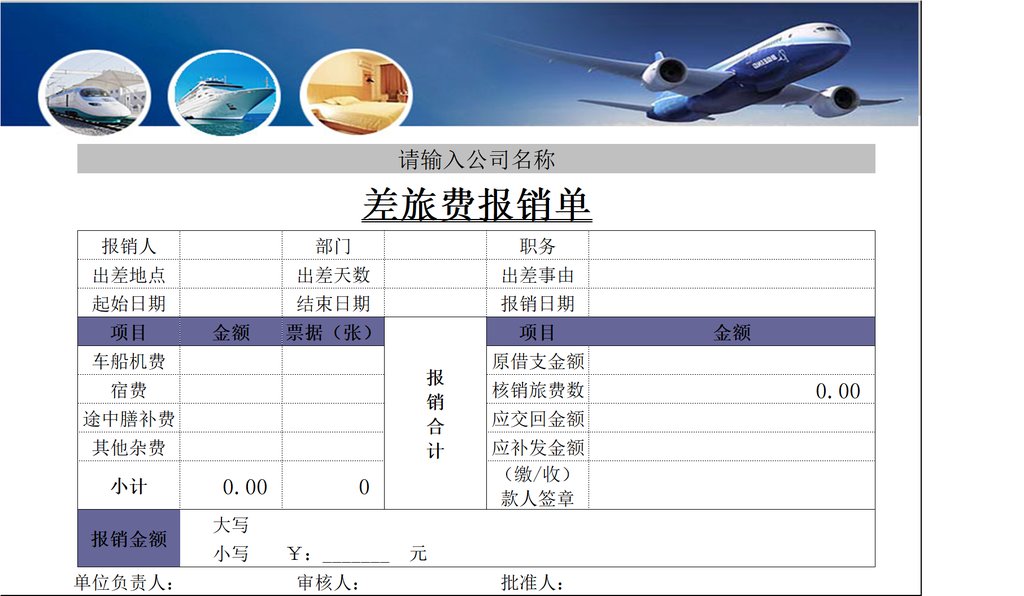 请输入公司名称
差旅费报销单
报销人 部门 职务
出差地点 出差天数 出差事由
起始日期 结束日期 报销日期
项目 金额 票据（张） 项目 金额
车船机费 原借支金额
宿费 核销旅费数 0.00
途中膳补费 应交回金额
其他杂费 应补发金额
报
销
合
计
小计 0.00 0
（缴/收）
款人签章
报销金额
大写
小写 ￥：_______ 元
单位负责人： 审核人： 批准人：